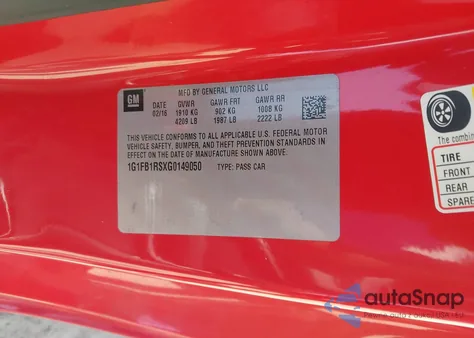 MFD BY GENERAL MOTORS LLC
GM
DATE GVWR GAWR FRT GAWR RR
02/16 1910 KG 902 KG 1008 KG
4209 LB 1987 LB 2222 LB
THIS VEHICLE CONFORMS TO ALL APPLICABLE U.S. FEDERAL MOTOR
VEHICLE SAFETY, BUMPER, AND THEFT PREVENTION STANDARDS IN
EFFECT ON THE DATE OF MANUFACTURE SHOWN ABOVE.
1G1FB1RSXG0149050 TYPE: PASS CAR
The combin
TIRE
FRONT
REAR
SPARE
autoSnap